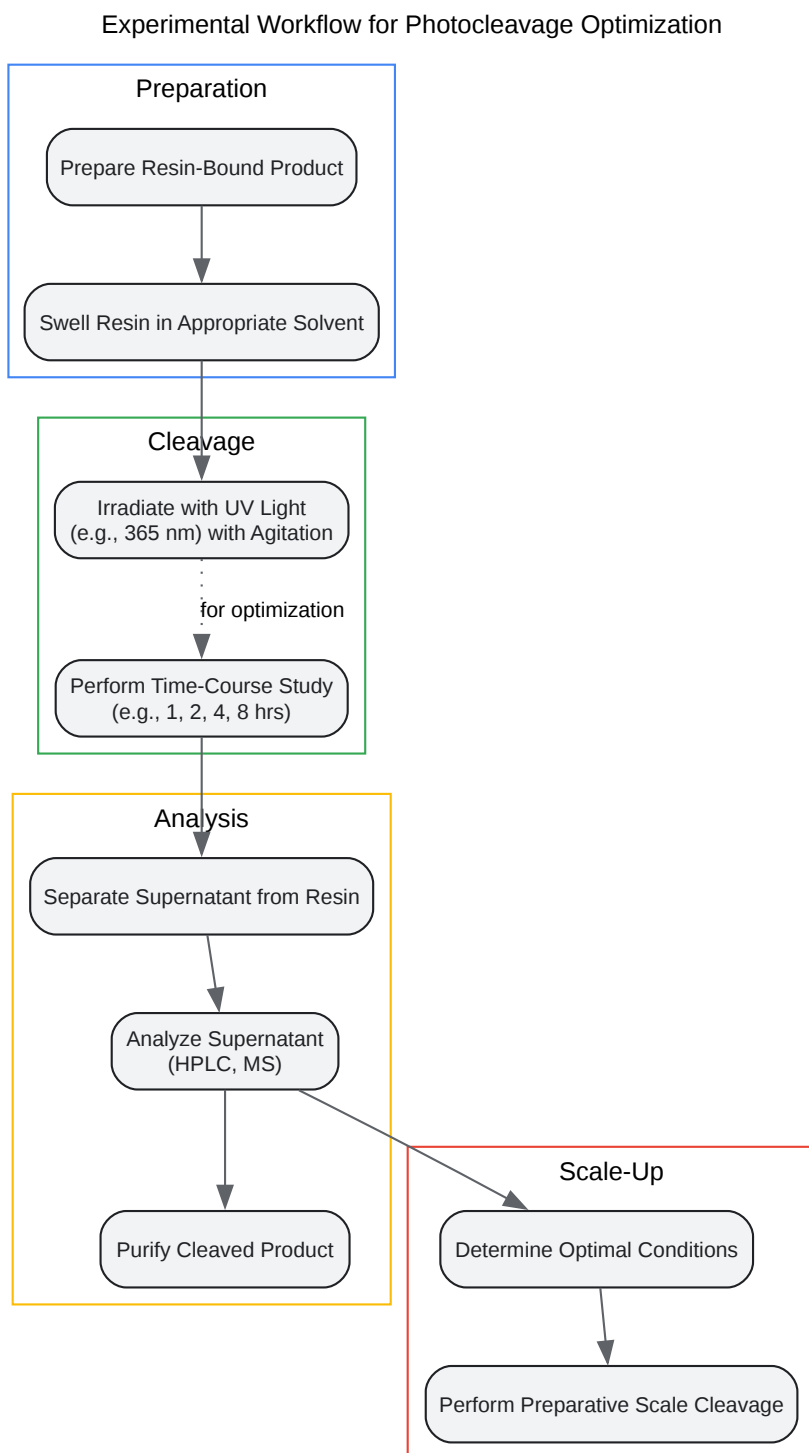 Experimental Workflow for Photocleavage Optimization
Preparation
Prepare Resin-Bound Product
Swell Resin in Appropriate Solvent
Cleavage
Irradiate with UV Light
(e.g., 365 nm) with Agitation
for optimization
Perform Time-Course Study
(e.g., 1, 2, 4, 8 hrs)
Analysis
Separate Supernatant from Resin
Analyze Supernatant
(HPLC, MS)
Purify Cleaved Product
Scale-Up
Determine Optimal Conditions
Perform Preparative Scale Cleavage